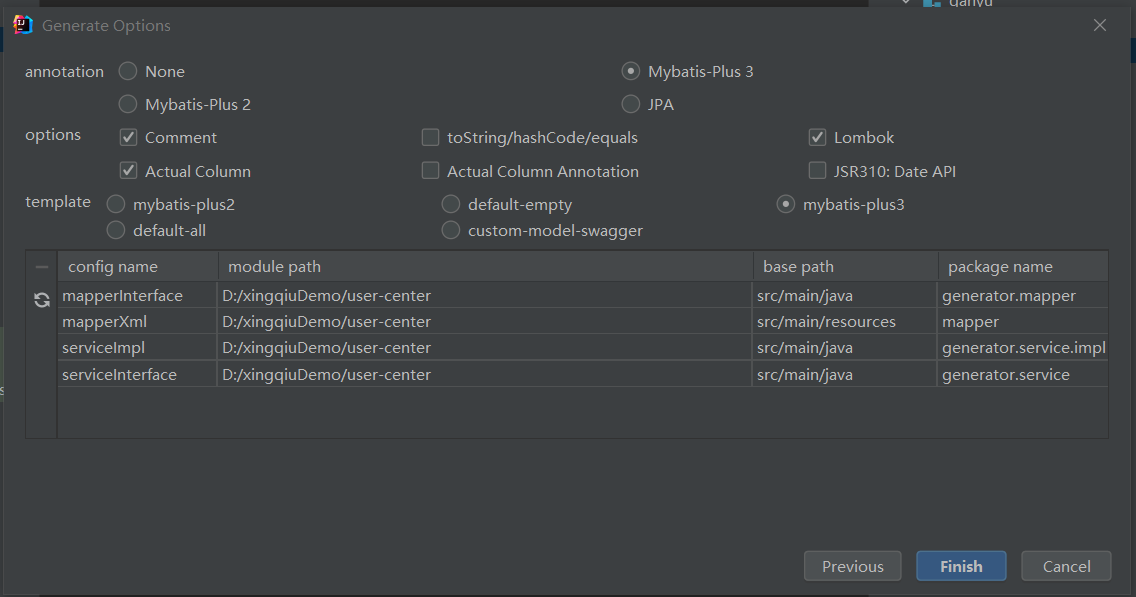 ganyu
Generate Options
annotation None Mybatis-Plus 3
Mybatis-Plus 2 JPA
options Comment toString/hashCode/equals Lombok
Actual Column Actual Column Annotation JSR310: Date API
template mybatis-plus2 default-empty mybatis-plus3
default-all custom-model-swagger
config name module path base path package name
mapperInterface D:/xingqiuDemo/user-center src/main/java generator.mapper
mapperXml D:/xingqiuDemo/user-center src/main/resources mapper
serviceImpl D:/xingqiuDemo/user-center src/main/java generator.service.impl
serviceInterface D:/xingqiuDemo/user-center src/main/java generator.service
Previous Finish Cancel